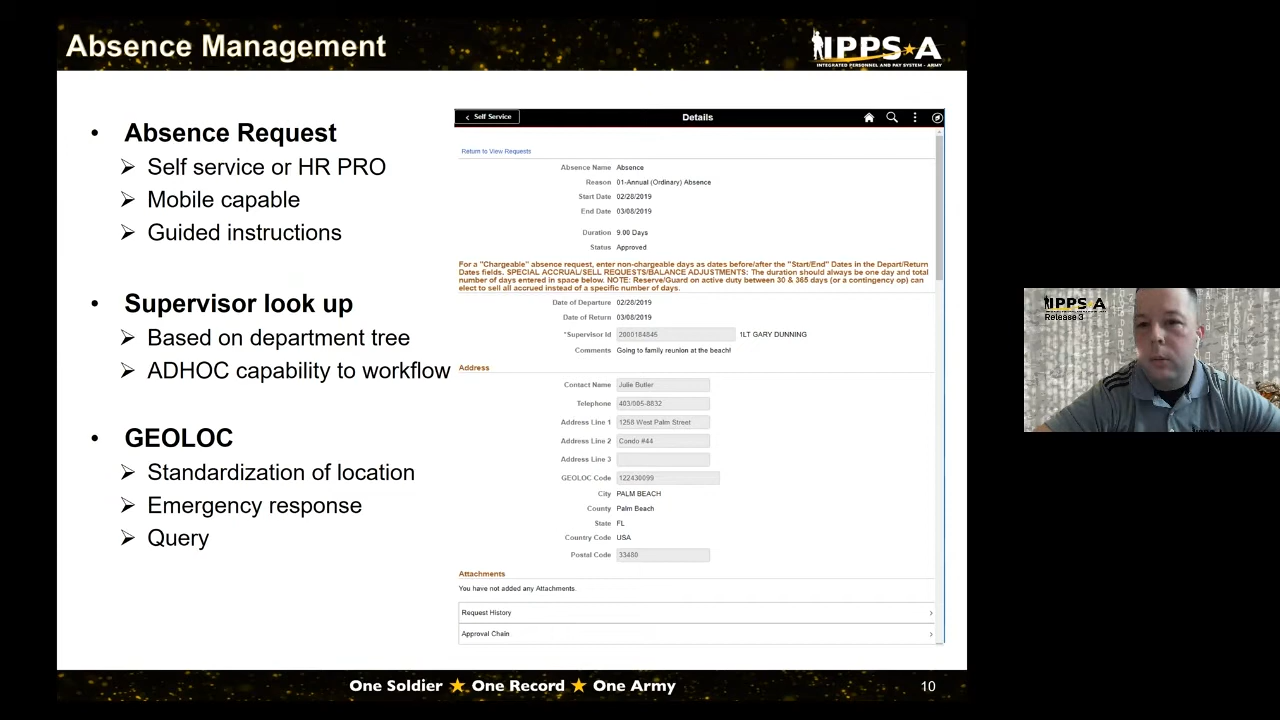 Absence Management
IPPS-A
INTEGRATED PERSONNEL AND PAY SYSTEM - ARMY
• Absence Request
➢ Self service or HR PRO
➢ Mobile capable
➢ Guided instructions
• Supervisor look up
➢ Based on department tree
➢ ADHOC capability to workflow
• GEOLOC
➢ Standardization of location
➢ Emergency response
➢ Query
Self Service
Details
Return to View Requests
Absence Name Absence
Reason 01-Annual (Ordinary) Absence
Start Date 02/28/2019
End Date 03/08/2019
Duration 9.00 Days
Status Approved
For a "Chargeable" absence request, enter non-chargeable days as dates before/after the "Start/End" Dates in the Depart/Return
Dates fields. SPECIAL ACCRUAL/SELL REQUESTS/BALANCE ADJUSTMENTS: The duration should always be one day and total
number of days entered in space below. NOTE: Reserve/Guard on active duty between 30 & 365 days (or a contingency op) can
elect to sell all accrued instead of a specific number of days.
Date of Departure 02/28/2019
Date of Return 03/08/2019
*Supervisor Id 2000184845 1LT GARY DUNNING
Comments Going to family reunion at the beach!
Address
Contact Name Julie Butler
Telephone 403/005-8832
Address Line 1 1258 West Palm Street
Address Line 2 Condo #44
Address Line 3
GEOLOC Code 122430099
City PALM BEACH
County Palm Beach
State FL
Country Code USA
Postal Code 33480
Attachments
You have not added any Attachments.
Request History
Approval Chain
One Soldier ★ One Record ★ One Army
10
IPPS-A
Release 3